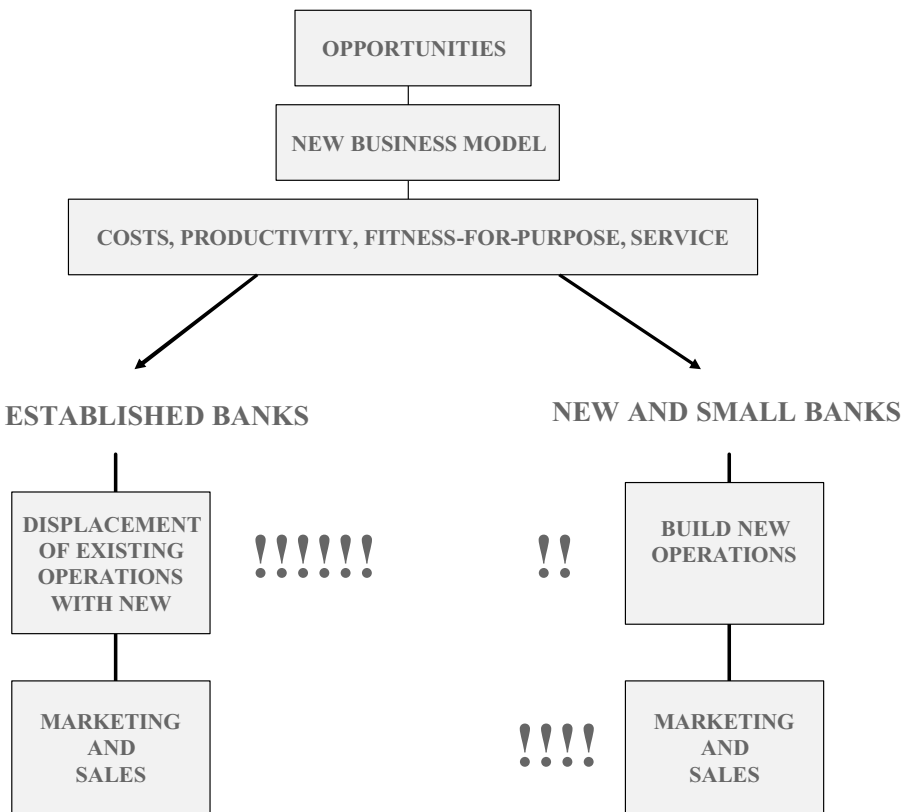 OPPORTUNITIES
NEW BUSINESS MODEL
COSTS, PRODUCTIVITY, FITNESS-FOR-PURPOSE, SERVICE
ESTABLISHED BANKS
NEW AND SMALL BANKS
DISPLACEMENT
OF EXISTING
OPERATIONS
WITH NEW
!!!!!!
!!
BUILD NEW
OPERATIONS
MARKETING
AND
SALES
!!!!
MARKETING
AND
SALES